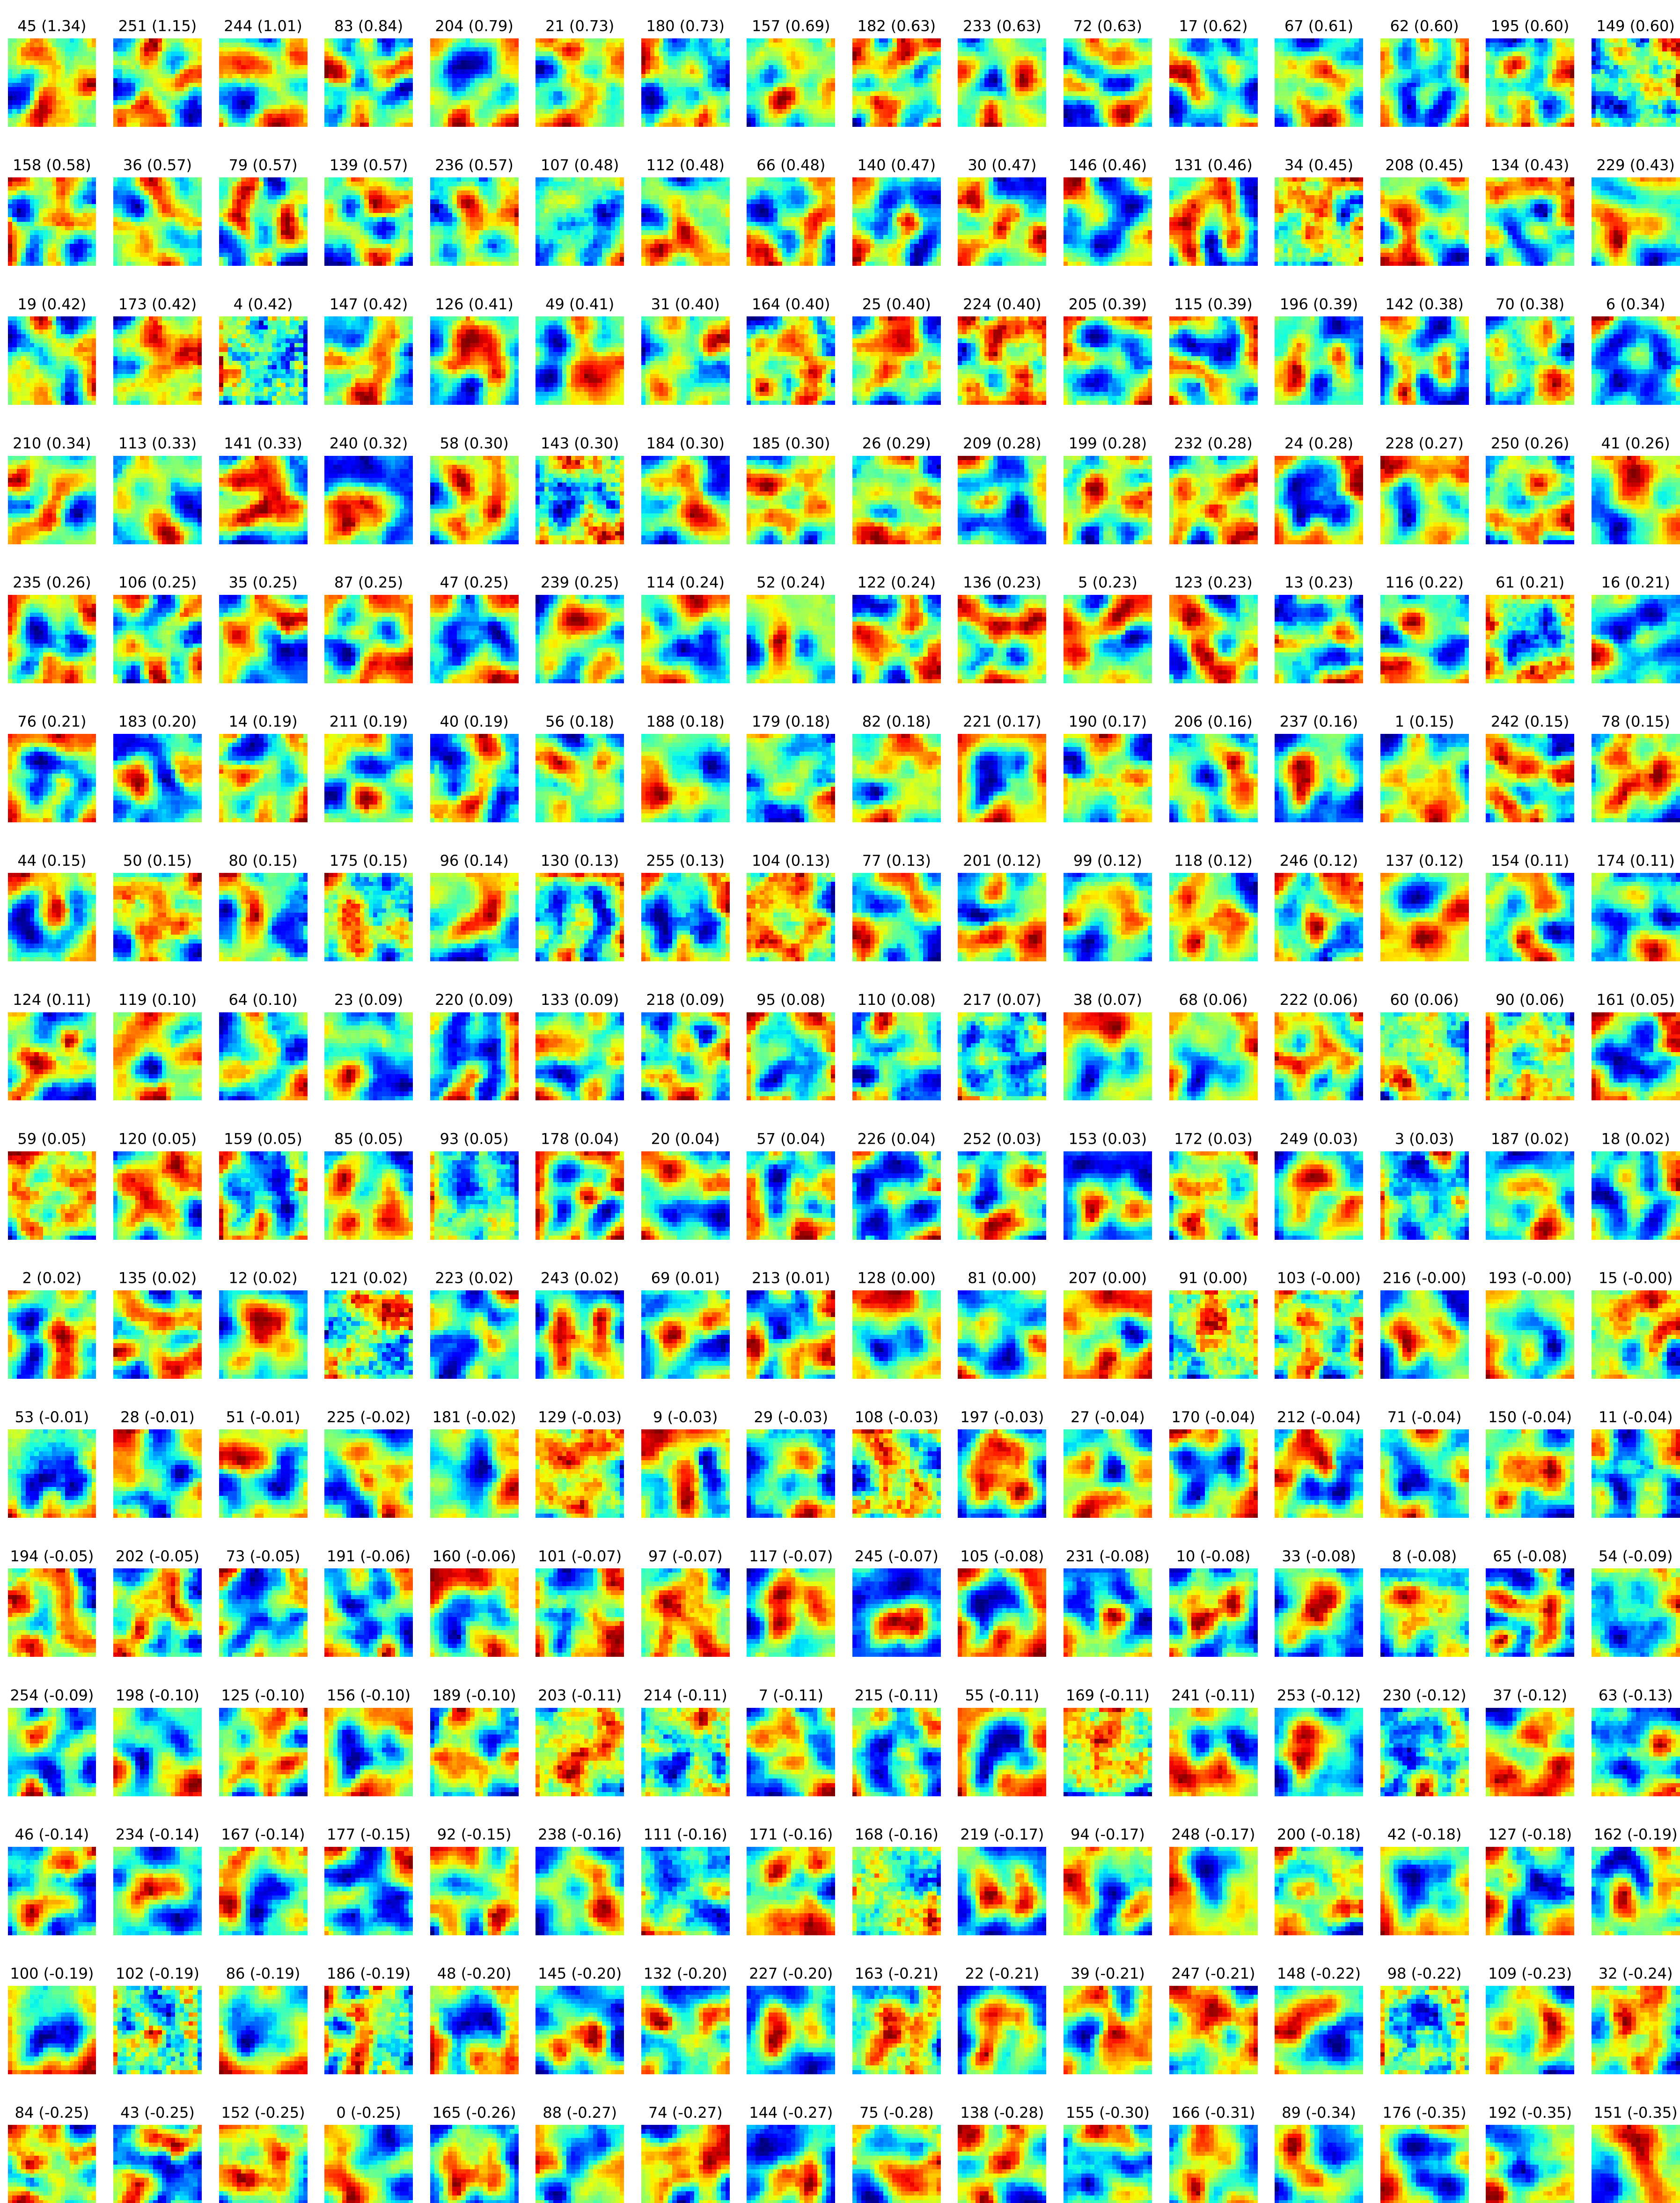 45 (1.34) 251 (1.15) 244 (1.01) 83 (0.84) 204 (0.79) 21 (0.73) 180 (0.73) 157 (0.69) 182 (0.63) 233 (0.63) 72 (0.63) 17 (0.62) 67 (0.61) 62 (0.60) 195 (0.60) 149 (0.60)
158 (0.58) 36 (0.57) 79 (0.57) 139 (0.57) 236 (0.57) 107 (0.48) 112 (0.48) 66 (0.48) 140 (0.47) 30 (0.47) 146 (0.46) 131 (0.46) 34 (0.45) 208 (0.45) 134 (0.43) 229 (0.43)
19 (0.42) 173 (0.42) 4 (0.42) 147 (0.42) 126 (0.41) 49 (0.41) 31 (0.40) 164 (0.40) 25 (0.40) 224 (0.40) 205 (0.39) 115 (0.39) 196 (0.39) 142 (0.38) 70 (0.38) 6 (0.34)
210 (0.34) 113 (0.33) 141 (0.33) 240 (0.32) 58 (0.30) 143 (0.30) 184 (0.30) 185 (0.30) 26 (0.29) 209 (0.28) 199 (0.28) 232 (0.28) 24 (0.28) 228 (0.27) 250 (0.26) 41 (0.26)
235 (0.26) 106 (0.25) 35 (0.25) 87 (0.25) 47 (0.25) 239 (0.25) 114 (0.24) 52 (0.24) 122 (0.24) 136 (0.23) 5 (0.23) 123 (0.23) 13 (0.23) 116 (0.22) 61 (0.21) 16 (0.21)
76 (0.21) 183 (0.20) 14 (0.19) 211 (0.19) 40 (0.19) 56 (0.18) 188 (0.18) 179 (0.18) 82 (0.18) 221 (0.17) 190 (0.17) 206 (0.16) 237 (0.16) 1 (0.15) 242 (0.15) 78 (0.15)
44 (0.15) 50 (0.15) 80 (0.15) 175 (0.15) 96 (0.14) 130 (0.13) 255 (0.13) 104 (0.13) 77 (0.13) 201 (0.12) 99 (0.12) 118 (0.12) 246 (0.12) 137 (0.12) 154 (0.11) 174 (0.11)
124 (0.11) 119 (0.10) 64 (0.10) 23 (0.09) 220 (0.09) 133 (0.09) 218 (0.09) 95 (0.08) 110 (0.08) 217 (0.07) 38 (0.07) 68 (0.06) 222 (0.06) 60 (0.06) 90 (0.06) 161 (0.05)
59 (0.05) 120 (0.05) 159 (0.05) 85 (0.05) 93 (0.05) 178 (0.04) 20 (0.04) 57 (0.04) 226 (0.04) 252 (0.03) 153 (0.03) 172 (0.03) 249 (0.03) 3 (0.03) 187 (0.02) 18 (0.02)
2 (0.02) 135 (0.02) 12 (0.02) 121 (0.02) 223 (0.02) 243 (0.02) 69 (0.01) 213 (0.01) 128 (0.00) 81 (0.00) 207 (0.00) 91 (0.00) 103 (-0.00) 216 (-0.00) 193 (-0.00) 15 (-0.00)
53 (-0.01) 28 (-0.01) 51 (-0.01) 225 (-0.02) 181 (-0.02) 129 (-0.03) 9 (-0.03) 29 (-0.03) 108 (-0.03) 197 (-0.03) 27 (-0.04) 170 (-0.04) 212 (-0.04) 71 (-0.04) 150 (-0.04) 11 (-0.04)
194 (-0.05) 202 (-0.05) 73 (-0.05) 191 (-0.06) 160 (-0.06) 101 (-0.07) 97 (-0.07) 117 (-0.07) 245 (-0.07) 105 (-0.08) 231 (-0.08) 10 (-0.08) 33 (-0.08) 8 (-0.08) 65 (-0.08) 54 (-0.09)
254 (-0.09) 198 (-0.10) 125 (-0.10) 156 (-0.10) 189 (-0.10) 203 (-0.11) 214 (-0.11) 7 (-0.11) 215 (-0.11) 55 (-0.11) 169 (-0.11) 241 (-0.11) 253 (-0.12) 230 (-0.12) 37 (-0.12) 63 (-0.13)
46 (-0.14) 234 (-0.14) 167 (-0.14) 177 (-0.15) 92 (-0.15) 238 (-0.16) 111 (-0.16) 171 (-0.16) 168 (-0.16) 219 (-0.17) 94 (-0.17) 248 (-0.17) 200 (-0.18) 42 (-0.18) 127 (-0.18) 162 (-0.19)
100 (-0.19) 102 (-0.19) 86 (-0.19) 186 (-0.19) 48 (-0.20) 145 (-0.20) 132 (-0.20) 227 (-0.20) 163 (-0.21) 22 (-0.21) 39 (-0.21) 247 (-0.21) 148 (-0.22) 98 (-0.22) 109 (-0.23) 32 (-0.24)
84 (-0.25) 43 (-0.25) 152 (-0.25) 0 (-0.25) 165 (-0.26) 88 (-0.27) 74 (-0.27) 144 (-0.27) 75 (-0.28) 138 (-0.28) 155 (-0.30) 166 (-0.31) 89 (-0.34) 176 (-0.35) 192 (-0.35) 151 (-0.35)